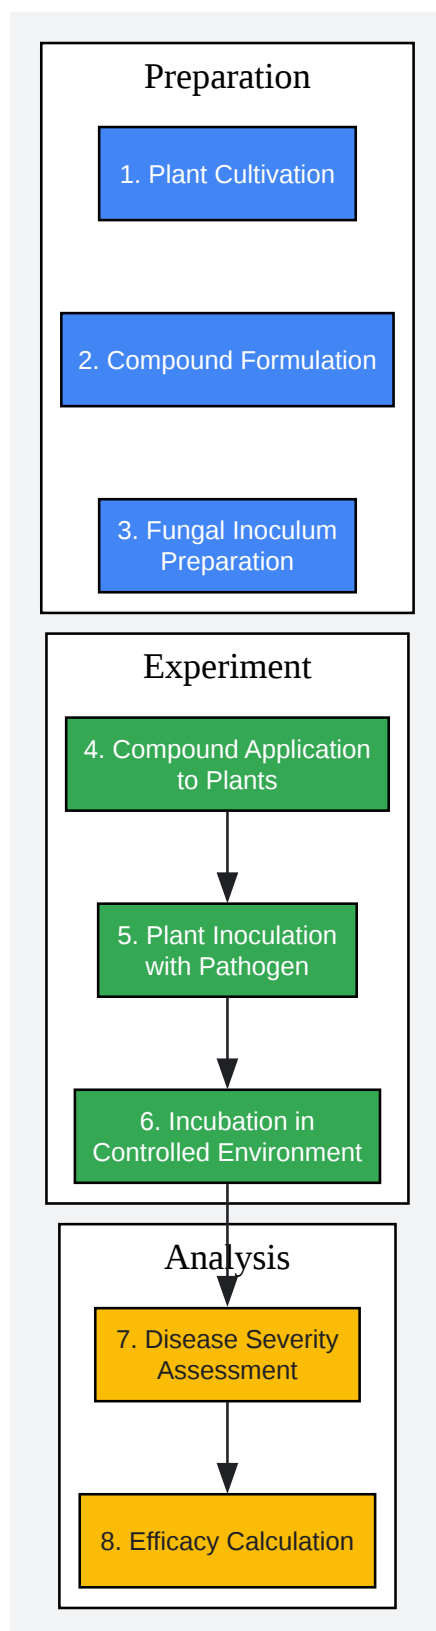 Preparation
1. Plant Cultivation
2. Compound Formulation
3. Fungal Inoculum
Preparation
Experiment
4. Compound Application
to Plants
5. Plant Inoculation
with Pathogen
6. Incubation in
Controlled Environment
Analysis
7. Disease Severity
Assessment
8. Efficacy Calculation